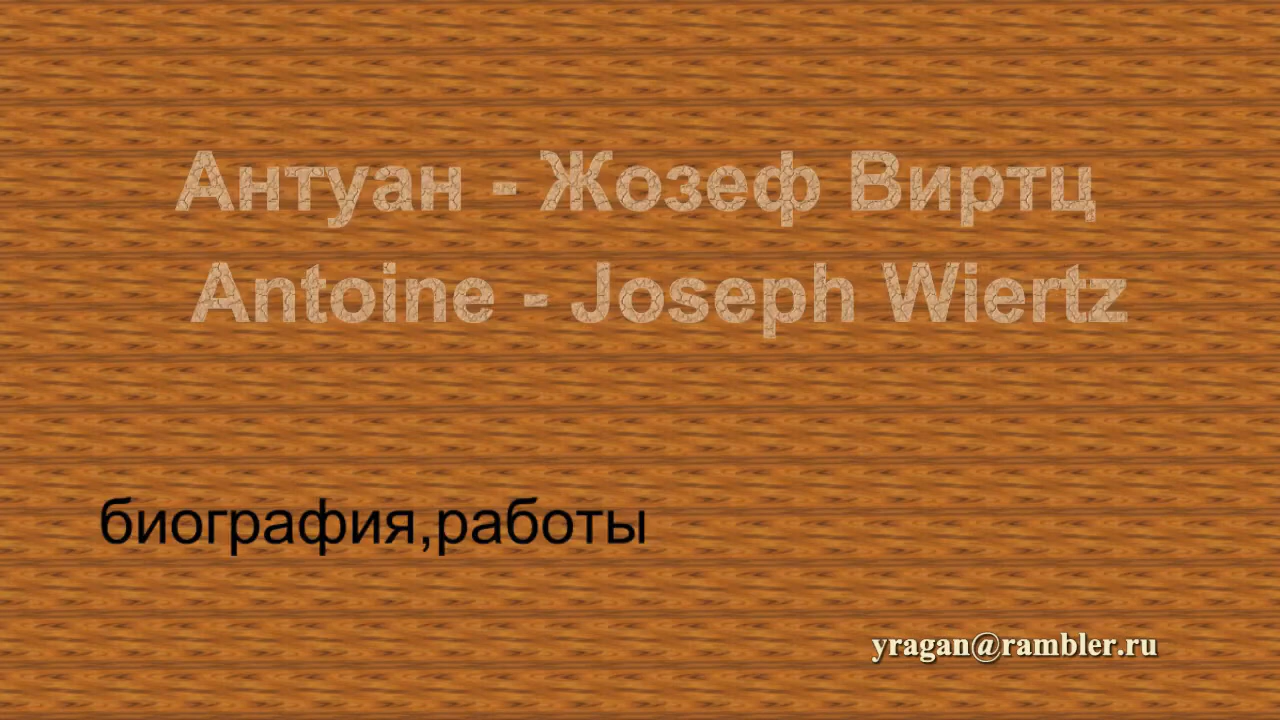 Антуан - Жозеф Виртц
Antoine - Joseph Wiertz
биография,работы
yragan@rambler.ru